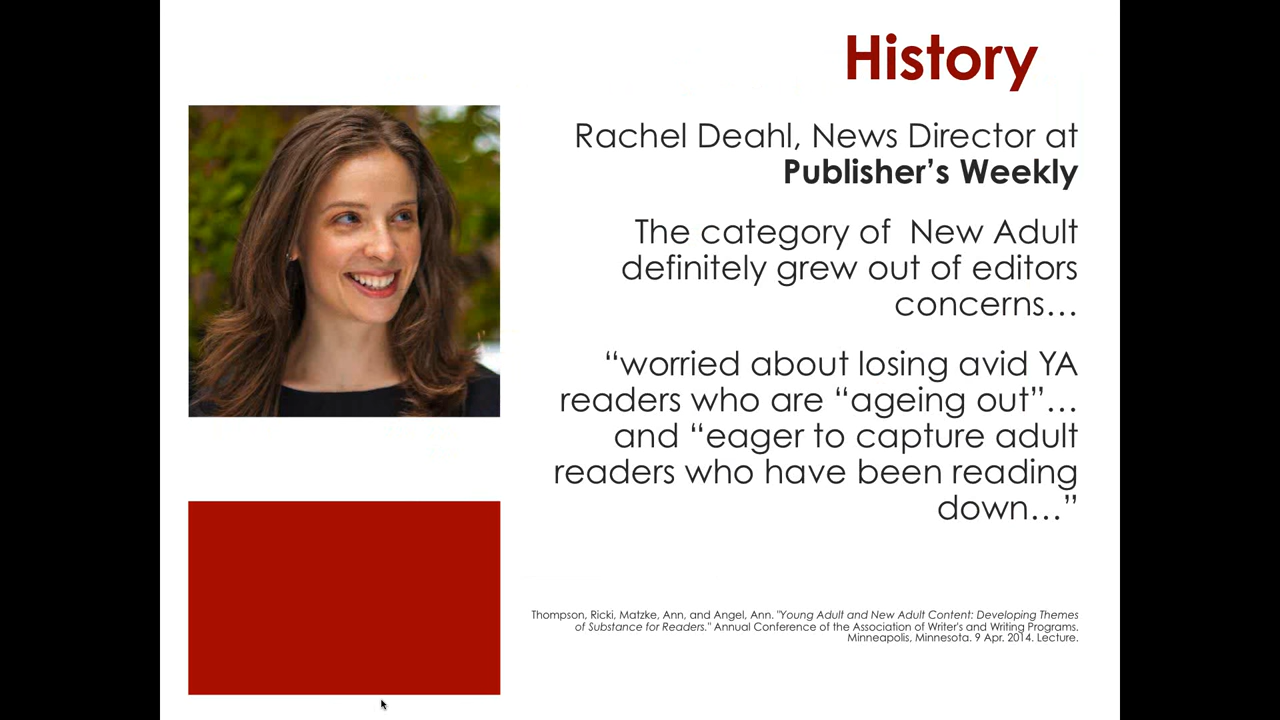 History
Rachel Deahl, News Director at
Publisher’s Weekly
The category of  New Adult
definitely grew out of editors
concerns…
“worried about losing avid YA
readers who are “ageing out”…
and “eager to capture adult
readers who have been reading
down…”
Thompson, Ricki, Matzke, Ann, and Angel, Ann. "Young Adult and New Adult Content: Developing Themes
of Substance for Readers." Annual Conference of the Association of Writer's and Writing Programs.
Minneapolis, Minnesota. 9 Apr. 2014. Lecture.